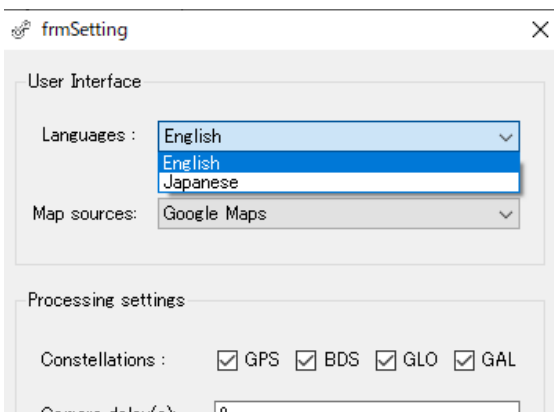 frmSetting
User Interface
Languages : English
English
Japanese
Map sources: Google Maps
Processing settings
Constellations : GPS BDS GLO GAL